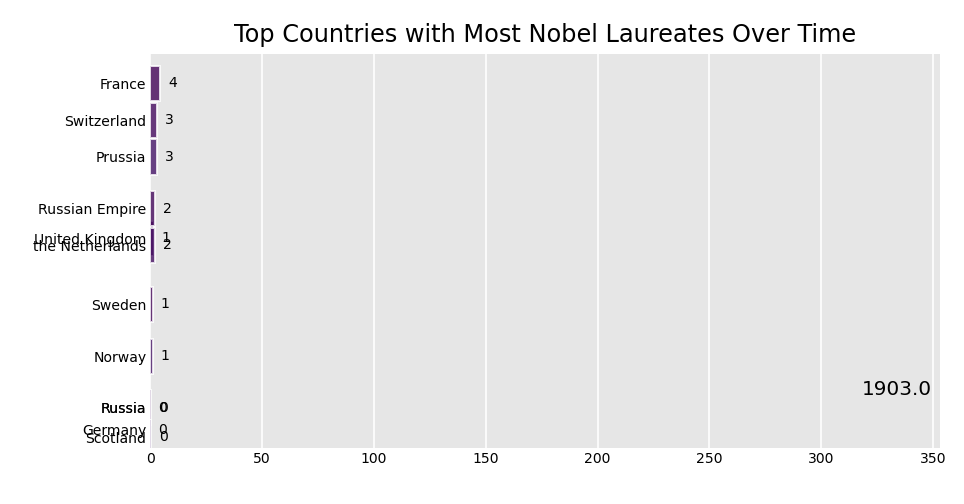 Top Countries with Most Nobel Laureates Over Time
France 4
Switzerland 3
Prussia 3
Russian Empire 2
United Kingdom 1
the Netherlands 2
Sweden 1
Norway 1
1903.0
Russia 0
Germany 0
Scotland 0
0 50 100 150 200 250 300 350